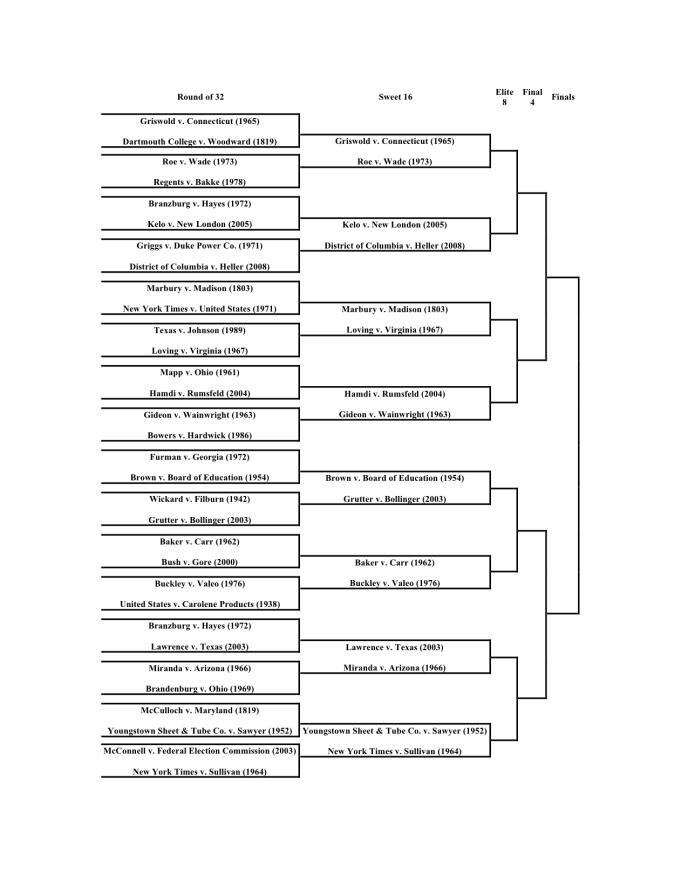 Round of 32
Sweet 16
Elite 8
Final 4
Finals
Griswold v. Connecticut (1965)
Dartmouth College v. Woodward (1819)
Griswold v. Connecticut (1965)
Roe v. Wade (1973)
Roe v. Wade (1973)
Regents v. Bakke (1978)
Branzburg v. Hayes (1972)
Kelo v. New London (2005)
Kelo v. New London (2005)
Griggs v. Duke Power Co. (1971)
District of Columbia v. Heller (2008)
District of Columbia v. Heller (2008)
Marbury v. Madison (1803)
New York Times v. United States (1971)
Marbury v. Madison (1803)
Texas v. Johnson (1989)
Loving v. Virginia (1967)
Loving v. Virginia (1967)
Mapp v. Ohio (1961)
Hamdi v. Rumsfeld (2004)
Hamdi v. Rumsfeld (2004)
Gideon v. Wainwright (1963)
Gideon v. Wainwright (1963)
Bowers v. Hardwick (1986)
Furman v. Georgia (1972)
Brown v. Board of Education (1954)
Brown v. Board of Education (1954)
Wickard v. Filburn (1942)
Grutter v. Bollinger (2003)
Grutter v. Bollinger (2003)
Baker v. Carr (1962)
Bush v. Gore (2000)
Baker v. Carr (1962)
Buckley v. Valeo (1976)
Buckley v. Valeo (1976)
United States v. Carolene Products (1938)
Branzburg v. Hayes (1972)
Lawrence v. Texas (2003)
Lawrence v. Texas (2003)
Miranda v. Arizona (1966)
Miranda v. Arizona (1966)
Brandenburg v. Ohio (1969)
McCulloch v. Maryland (1819)
Youngstown Sheet & Tube Co. v. Sawyer (1952)
Youngstown Sheet & Tube Co. v. Sawyer (1952)
McConnell v. Federal Election Commission (2003)
New York Times v. Sullivan (1964)
New York Times v. Sullivan (1964)